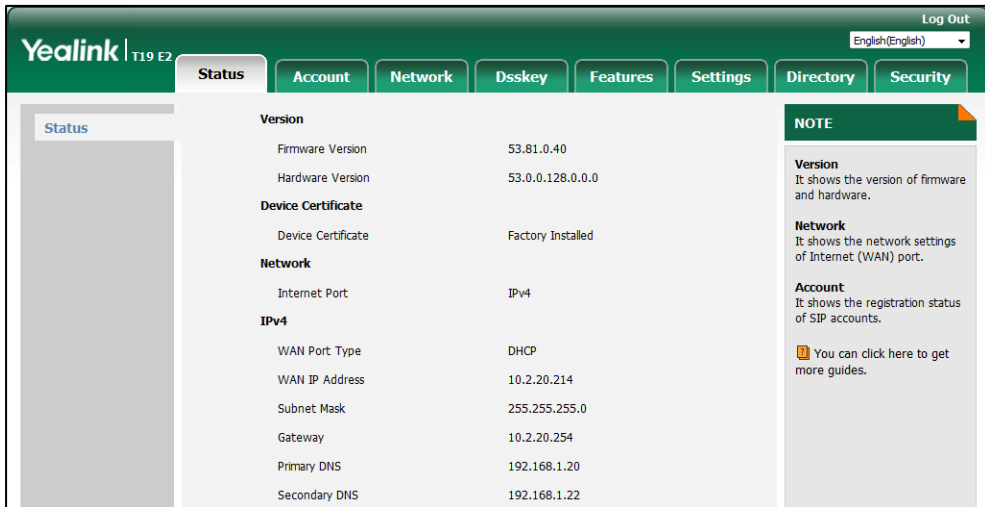 Log Out
Yealink | T19 E2
English(English)
Status Account Network Dsskey Features Settings Directory Security
Status
Version
Firmware Version 53.81.0.40
Hardware Version 53.0.0.128.0.0.0
Device Certificate
Device Certificate Factory Installed
Network
Internet Port IPv4
IPv4
WAN Port Type DHCP
WAN IP Address 10.2.20.214
Subnet Mask 255.255.255.0
Gateway 10.2.20.254
Primary DNS 192.168.1.20
Secondary DNS 192.168.1.22
NOTE
Version
It shows the version of firmware
and hardware.
Network
It shows the network settings
of Internet (WAN) port.
Account
It shows the registration status
of SIP accounts.
You can click here to get
more guides.